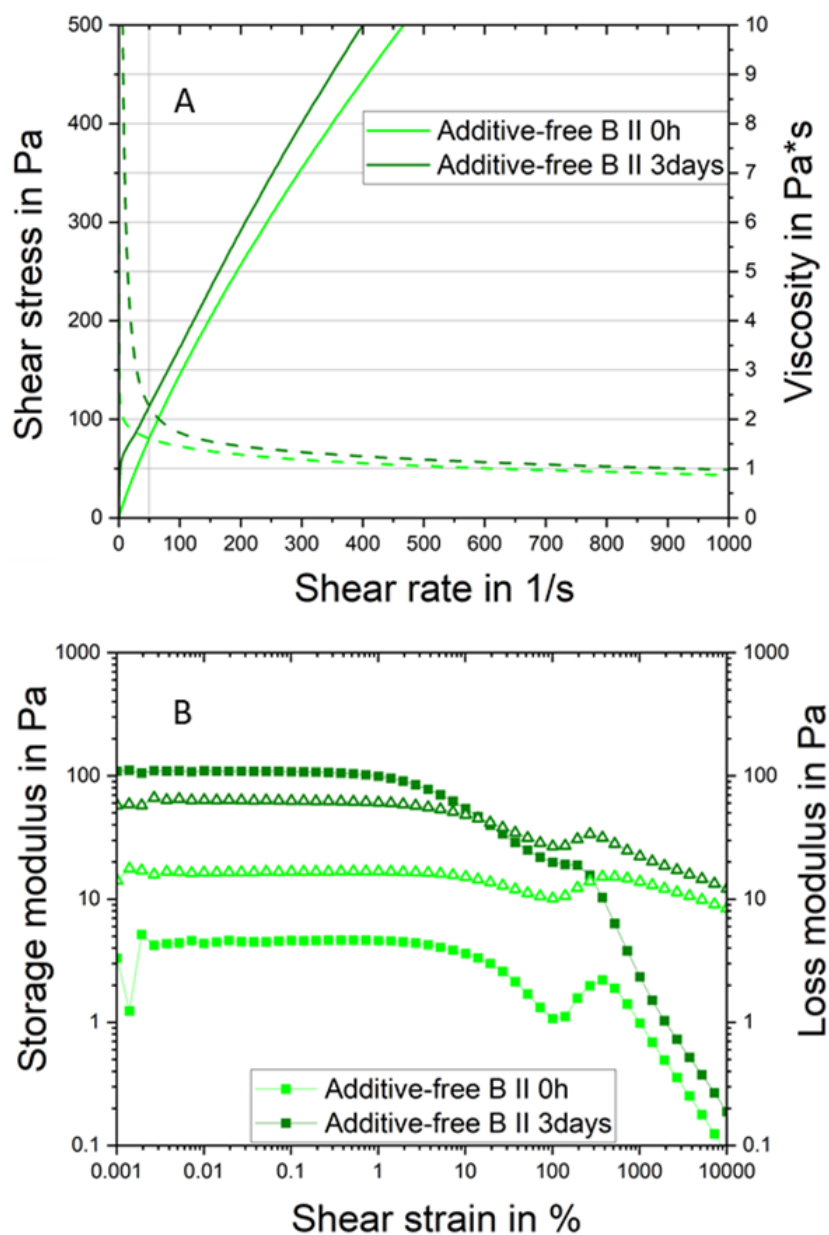 A
Shear stress in Pa
500
400
300
200
100
0
Additive-free B II 0h
Additive-free B II 3days
10
9
8
7
6
5
4
3
2
1
0
Viscosity in Pa*s
0 100 200 300 400 500 600 700 800 900 1000
Shear rate in 1/s
B
Storage modulus in Pa
1000
100
10
1
0.1
Additive-free B II 0h
Additive-free B II 3days
1000
100
10
1
0.1
Loss modulus in Pa
0.001 0.01 0.1 1 10 100 1000 10000
Shear strain in %